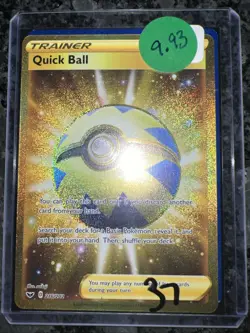 TRAINER
9.93
Quick Ball
You can play this card only if you discard another
card from your hand.
Search your deck for a Basic Pokémon, reveal it, and
put it into your hand. Then, shuffle your deck.
You may play any number of Item cards
during your turn.
37